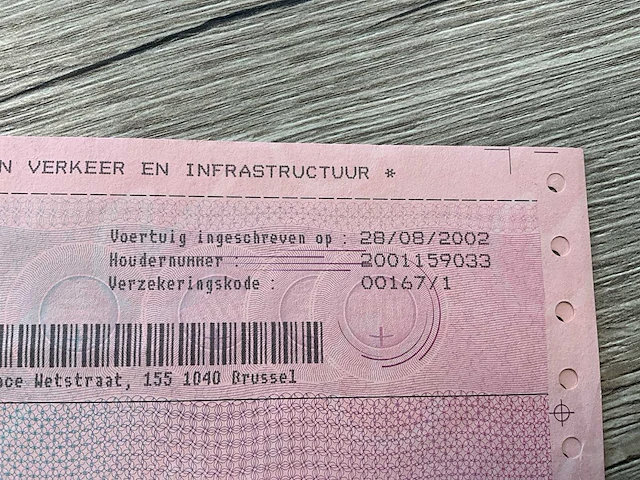 N VERKEER EN INFRASTRUCTUUR *
Voertuig ingeschreven op : 28/08/2002
Houdernummer : 2001159033
Verzekeringskode : 00167/1
Wetstraat, 155 1040 Brussel